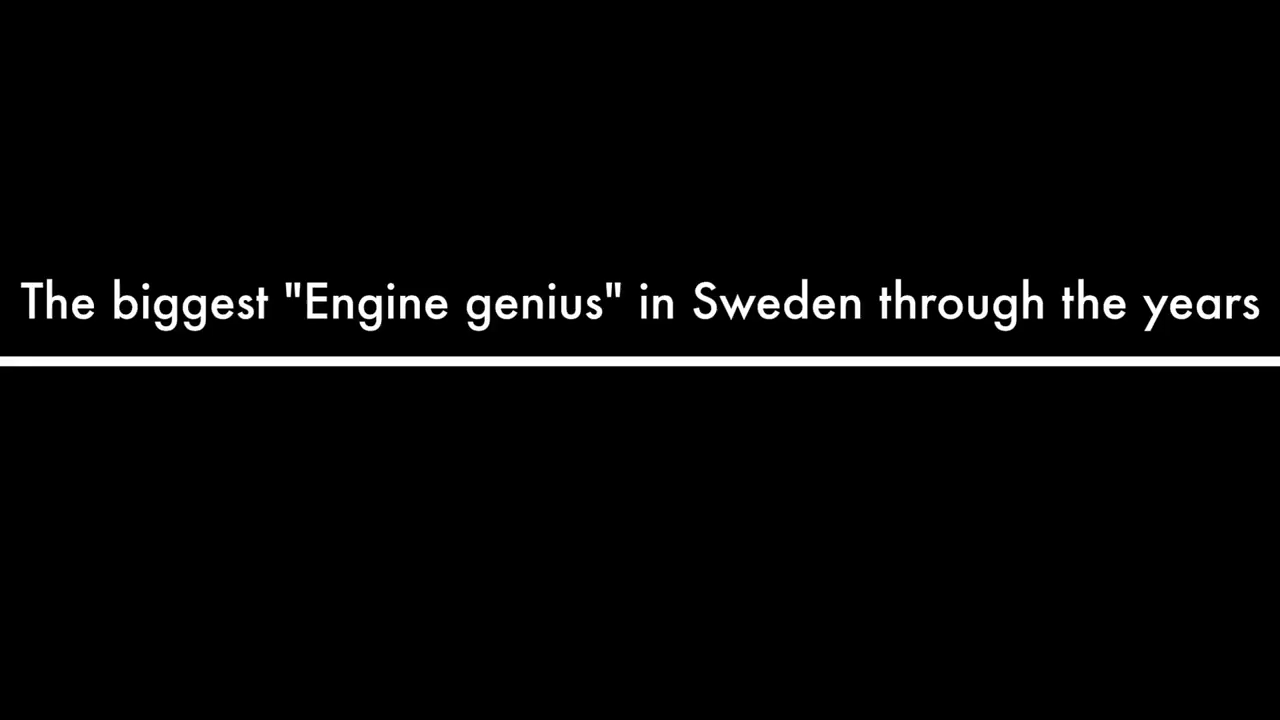 The biggest "Engine genius" in Sweden through the years